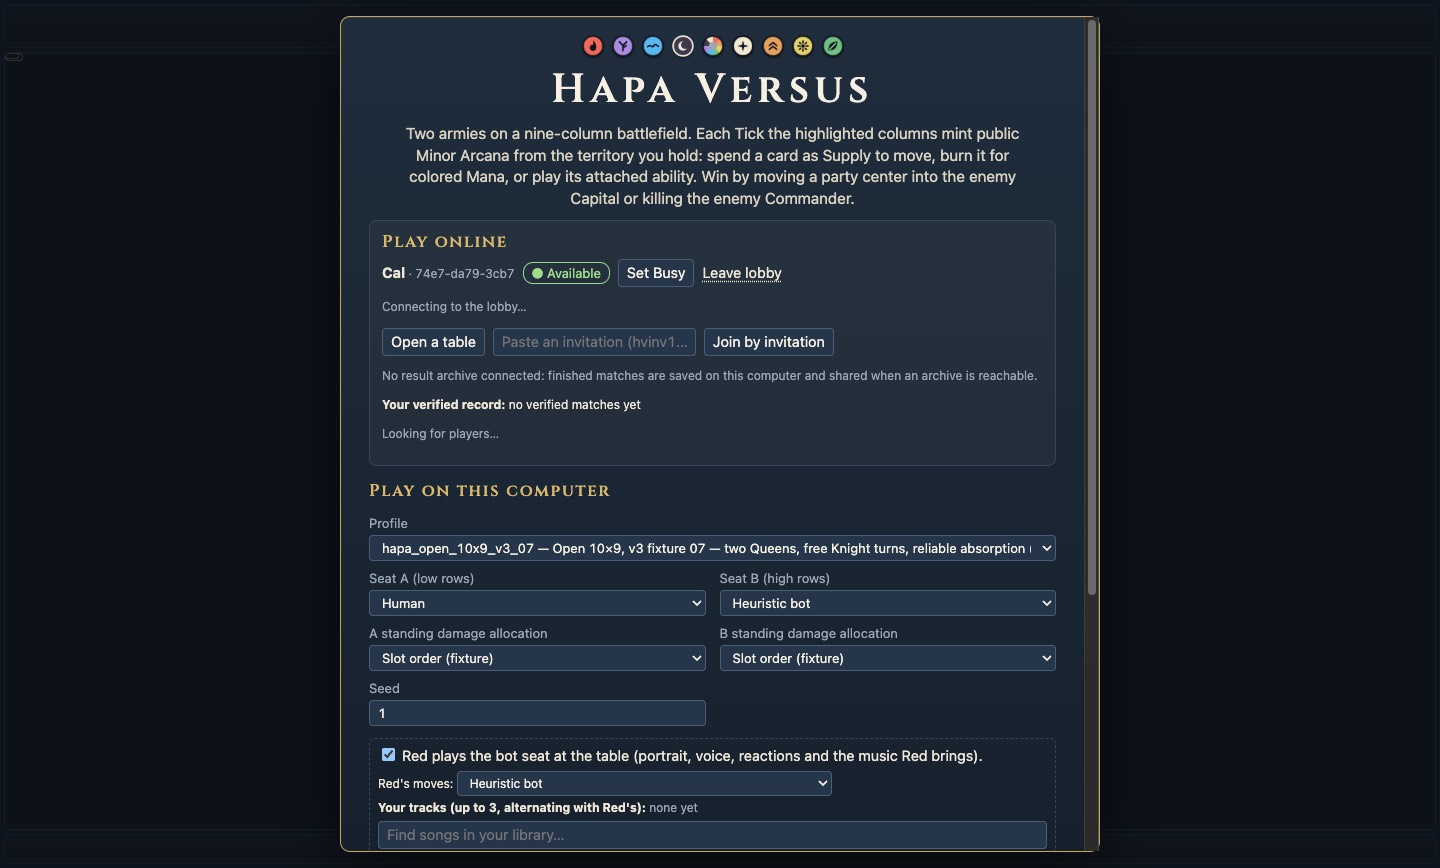 Hapa Versus
Two armies on a nine-column battlefield. Each Tick the highlighted columns mint public
Minor Arcana from the territory you hold: spend a card as Supply to move, burn it for
colored Mana, or play its attached ability. Win by moving a party center into the enemy
Capital or killing the enemy Commander.
Play online
Cal · 74e7-da79-3cb7 Available Set Busy Leave lobby
Connecting to the lobby…
Open a table Paste an invitation (hvinv1... Join by invitation
No result archive connected: finished matches are saved on this computer and shared when an archive is reachable.
Your verified record: no verified matches yet
Looking for players…
Play on this computer
Profile
hapa_open_10x9_v3_07 — Open 10×9, v3 fixture 07 — two Queens, free Knight turns, reliable absorption
Seat A (low rows) Seat B (high rows)
Human Heuristic bot
A standing damage allocation B standing damage allocation
Slot order (fixture) Slot order (fixture)
Seed
1
Red plays the bot seat at the table (portrait, voice, reactions and the music Red brings).
Red's moves: Heuristic bot
Your tracks (up to 3, alternating with Red's): none yet
Find songs in your library…